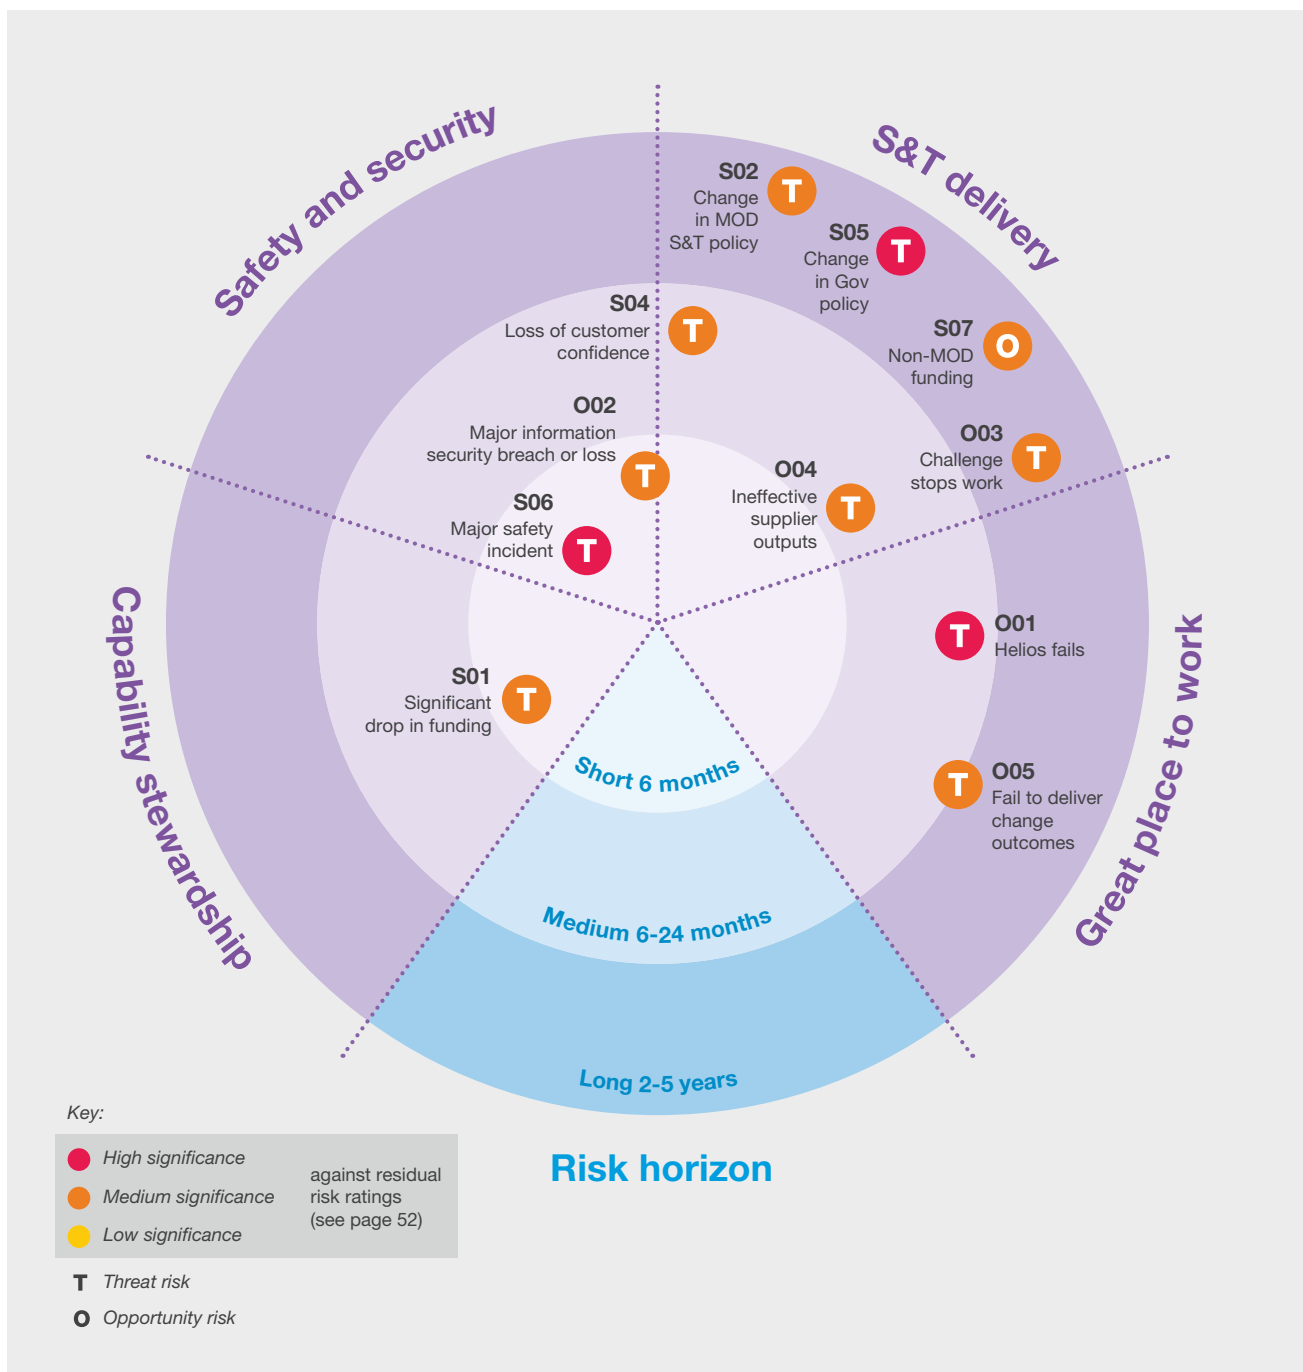 Safety and security
S&T delivery
S02
Change
in MOD
S&T policy
T
S05
Change
in Gov
policy
T
S04
Loss of customer
confidence
T
S07
Non-MOD
funding
O
O02
Major information
security breach or loss
T
O03
Challenge
stops work
T
O04
Ineffective
supplier
outputs
T
S06
Major safety
incident
T
Capability stewardship
Great place to work
O01
Helios fails
T
S01
Significant
drop in funding
T
O05
Fail to deliver
change
outcomes
T
Short 6 months
Medium 6-24 months
Long 2-5 years
Risk horizon
Key:
High significance
Medium significance
Low significance
against residual
risk ratings
(see page 52)
T Threat risk
O Opportunity risk